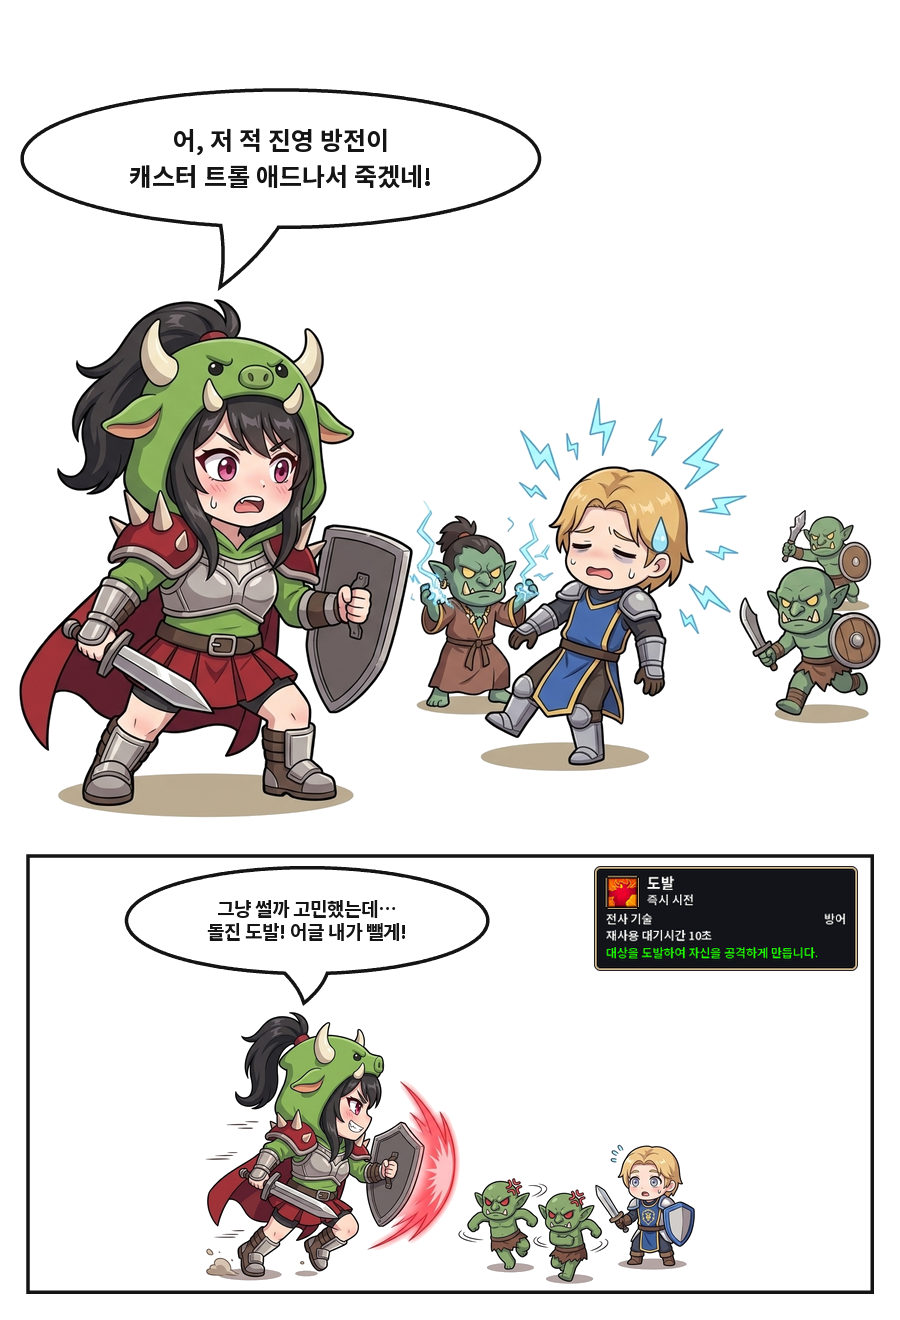 어, 저 적 진영 방전이
캐스터 트롤 애드나서 죽겠네!
그냥 썰까 고민했는데…
돌진 도발! 어글 내가 뺄게!
도발
즉시 시전
전사 기술 방어
재사용 대기시간 10초
대상을 도발하여 자신을 공격하게 만듭니다.